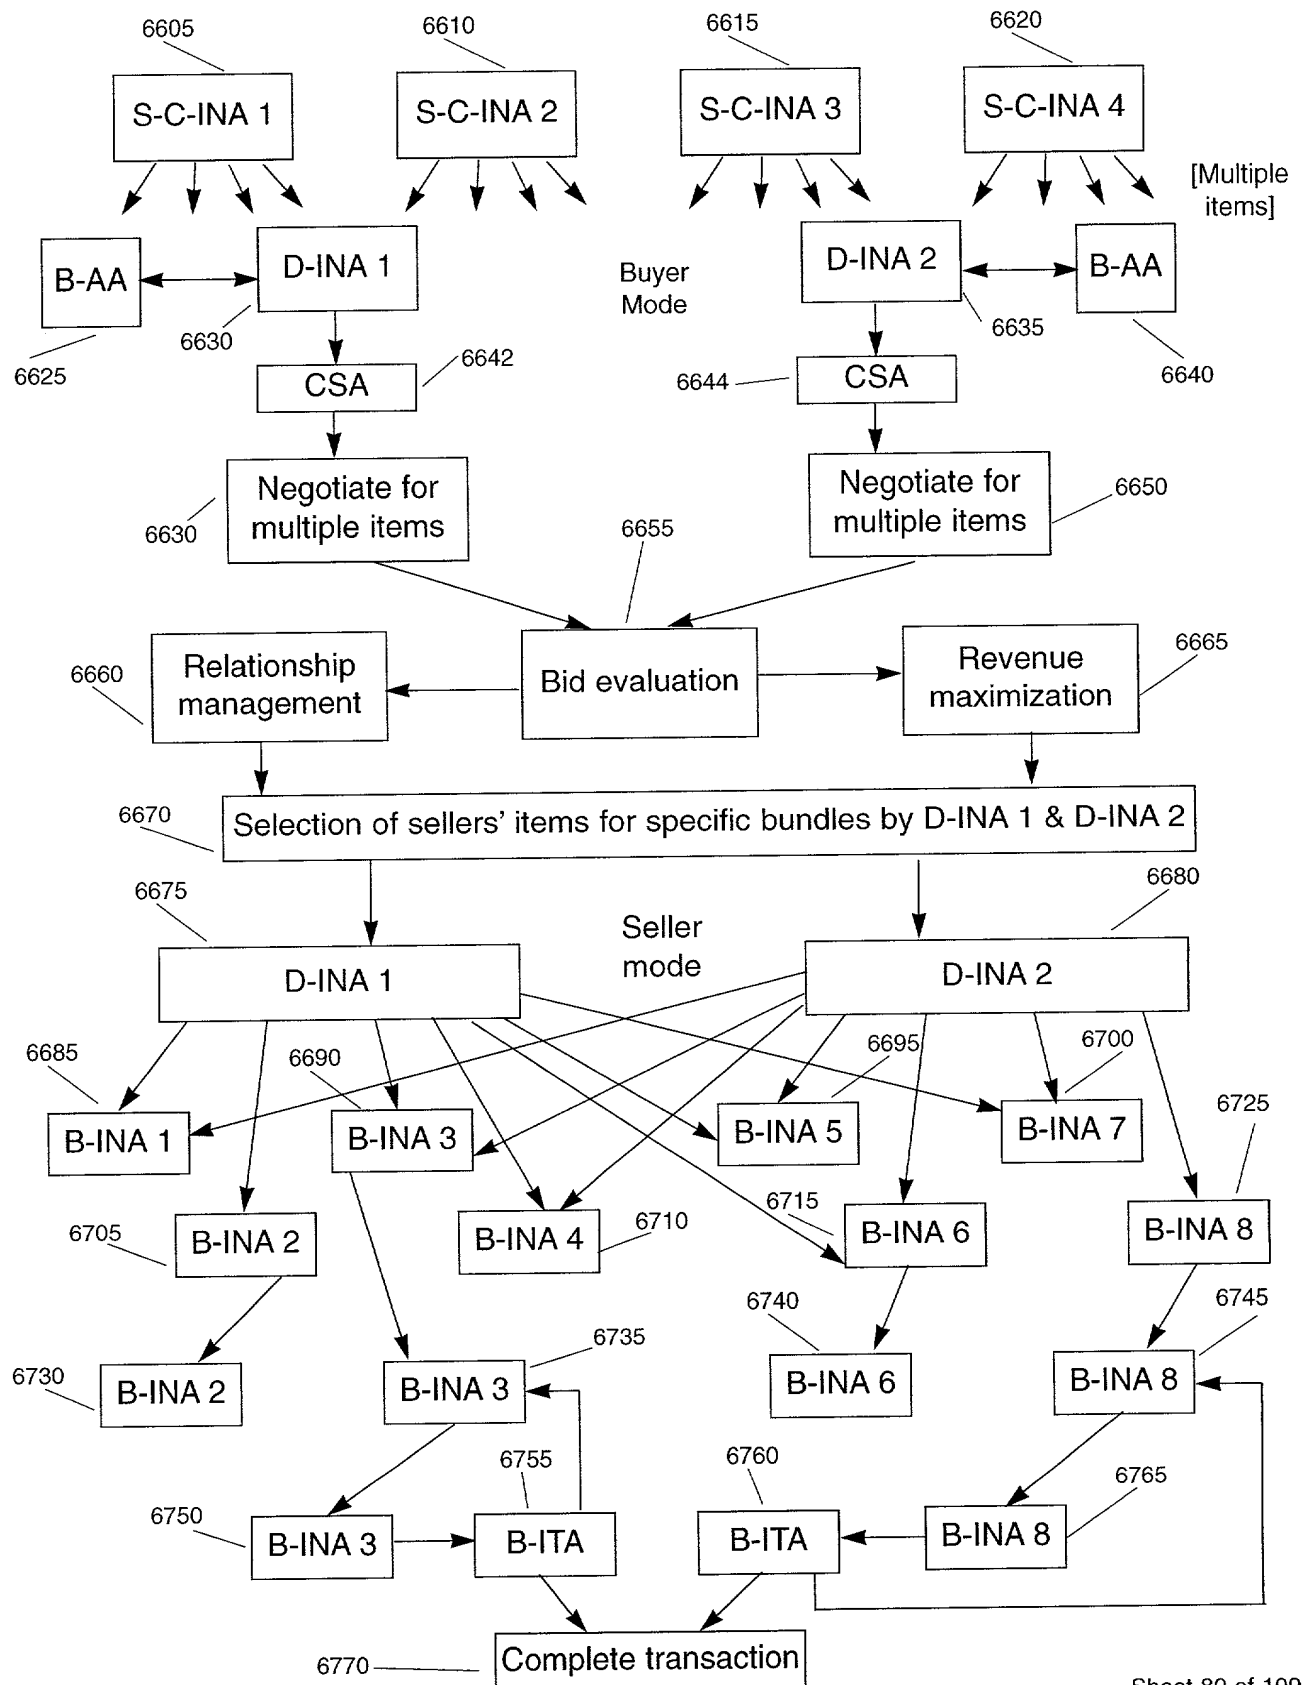 6605
6610
6615
6620
S-C-INA 1
S-C-INA 2
S-C-INA 3
S-C-INA 4
[Multiple
items]
B-AA
D-INA 1
Buyer
Mode
D-INA 2
B-AA
6625
6630
6635
6640
CSA
6642
6644
CSA
Negotiate for
multiple items
6630
Negotiate for
multiple items
6650
6655
6660
Relationship
management
Bid evaluation
Revenue
maximization
6665
6670
Selection of sellers' items for specific bundles by D-INA 1 & D-INA 2
6675
6680
Seller
mode
D-INA 1
D-INA 2
6685
6690
6695
6700
B-INA 1
B-INA 3
B-INA 5
B-INA 7
6725
6705
B-INA 2
B-INA 4
6710
6715
B-INA 6
B-INA 8
6730
B-INA 2
B-INA 3
6735
6740
B-INA 6
B-INA 8
6745
6750
B-INA 3
6755
B-ITA
6760
B-ITA
B-INA 8
6765
6770
Complete transaction
Sheet 80 of 109